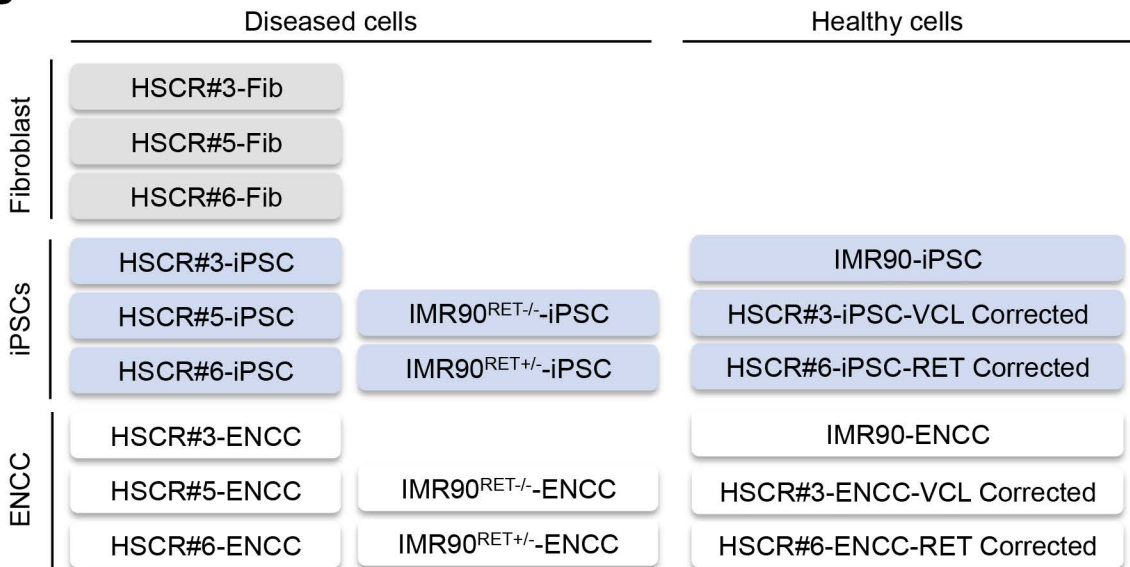 Diseased cells
Healthy cells
Fibroblast
HSCR#3-Fib
HSCR#5-Fib
HSCR#6-Fib
iPSCs
HSCR#3-iPSC
IMR90-iPSC
HSCR#5-iPSC
IMR90RET-/--iPSC
HSCR#3-iPSC-VCL Corrected
HSCR#6-iPSC
IMR90RET+/--iPSC
HSCR#6-iPSC-RET Corrected
ENCC
HSCR#3-ENCC
IMR90-ENCC
HSCR#5-ENCC
IMR90RET-/--ENCC
HSCR#3-ENCC-VCL Corrected
HSCR#6-ENCC
IMR90RET+/--ENCC
HSCR#6-ENCC-RET Corrected